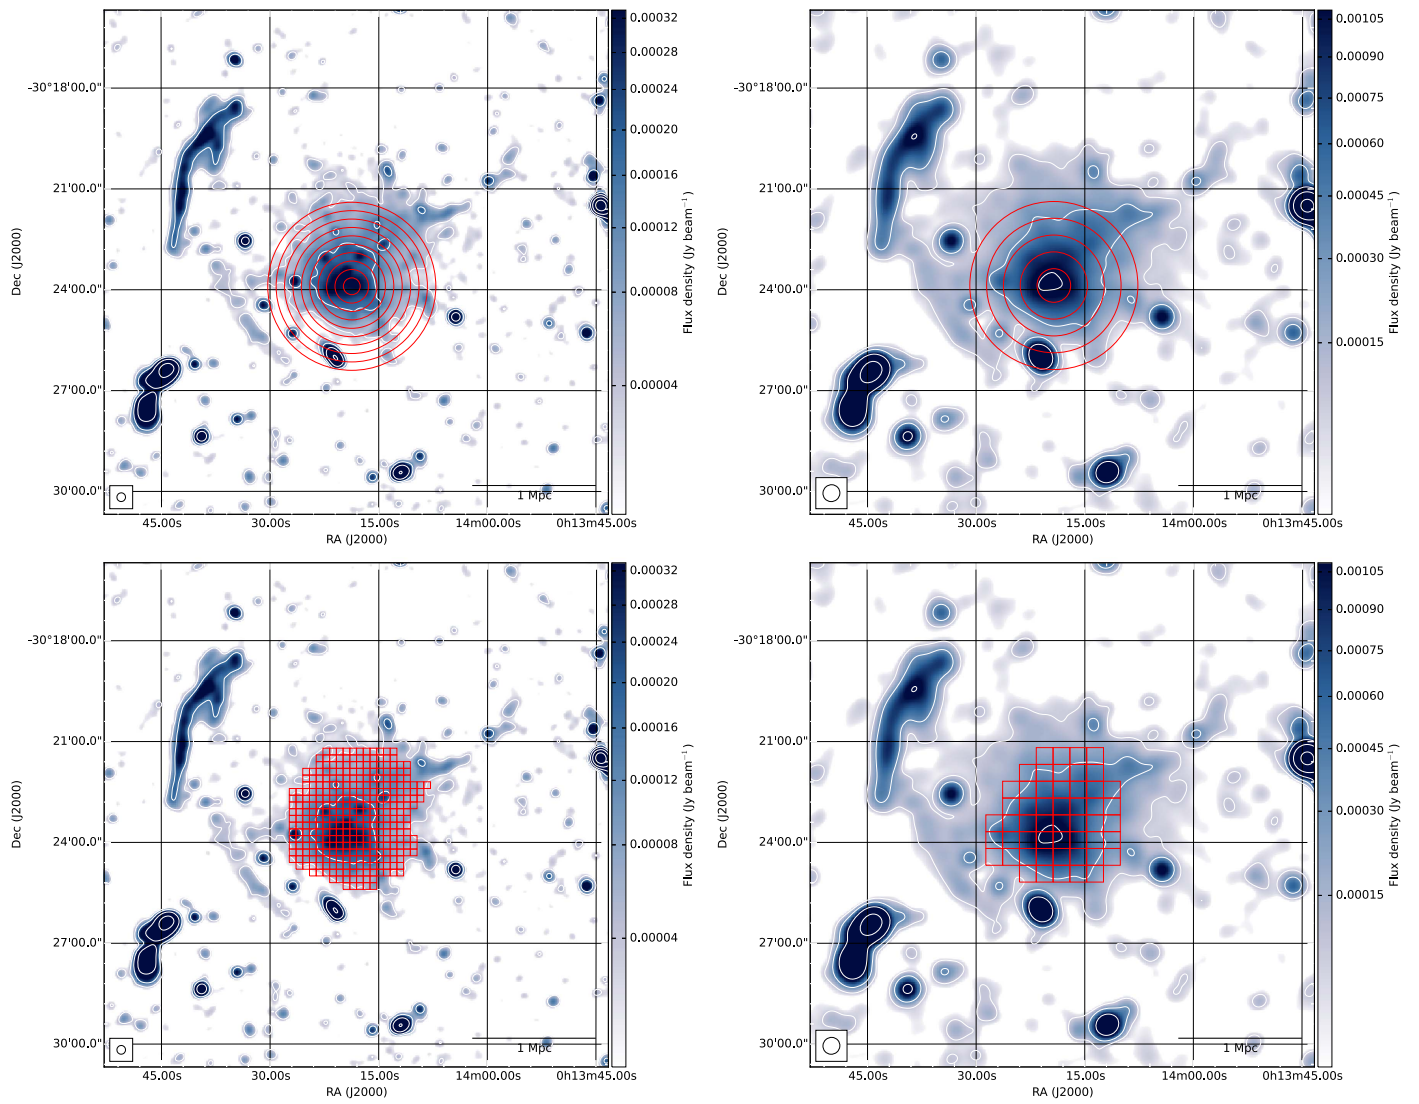 -30°18'00.0"
21'00.0"
24'00.0"
27'00.0"
30'00.0"
Dec (J2000)
45.00s 30.00s 15.00s 14m00.00s 0h13m45.00s
RA (J2000)
1 Mpc
0.00032
0.00028
0.00024
0.00020
0.00016
0.00012
0.00008
0.00004
Flux density (Jy beam⁻¹)
-30°18'00.0"
21'00.0"
24'00.0"
27'00.0"
30'00.0"
Dec (J2000)
45.00s 30.00s 15.00s 14m00.00s 0h13m45.00s
RA (J2000)
1 Mpc
0.00105
0.00090
0.00075
0.00060
0.00045
0.00030
0.00015
Flux density (Jy beam⁻¹)
-30°18'00.0"
21'00.0"
24'00.0"
27'00.0"
30'00.0"
Dec (J2000)
45.00s 30.00s 15.00s 14m00.00s 0h13m45.00s
RA (J2000)
1 Mpc
0.00032
0.00028
0.00024
0.00020
0.00016
0.00012
0.00008
0.00004
Flux density (Jy beam⁻¹)
-30°18'00.0"
21'00.0"
24'00.0"
27'00.0"
30'00.0"
Dec (J2000)
45.00s 30.00s 15.00s 14m00.00s 0h13m45.00s
RA (J2000)
1 Mpc
0.00105
0.00090
0.00075
0.00060
0.00045
0.00030
0.00015
Flux density (Jy beam⁻¹)